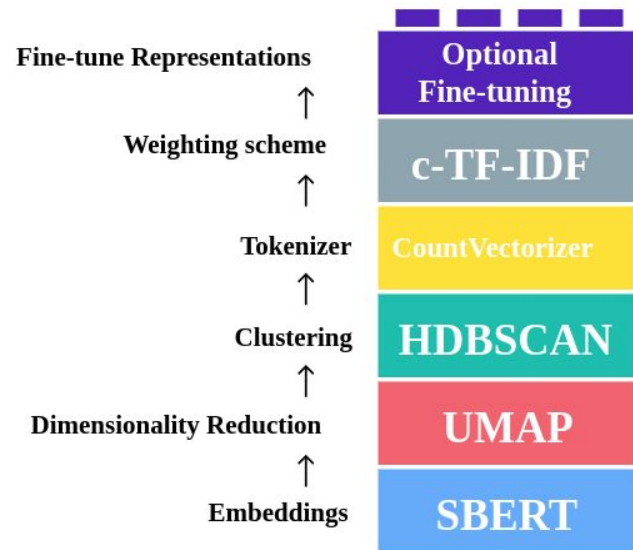 Fine-tune Representations
Optional
Fine-tuning
Weighting scheme
c-TF-IDF
Tokenizer
CountVectorizer
Clustering
HDBSCAN
Dimensionality Reduction
UMAP
Embeddings
SBERT